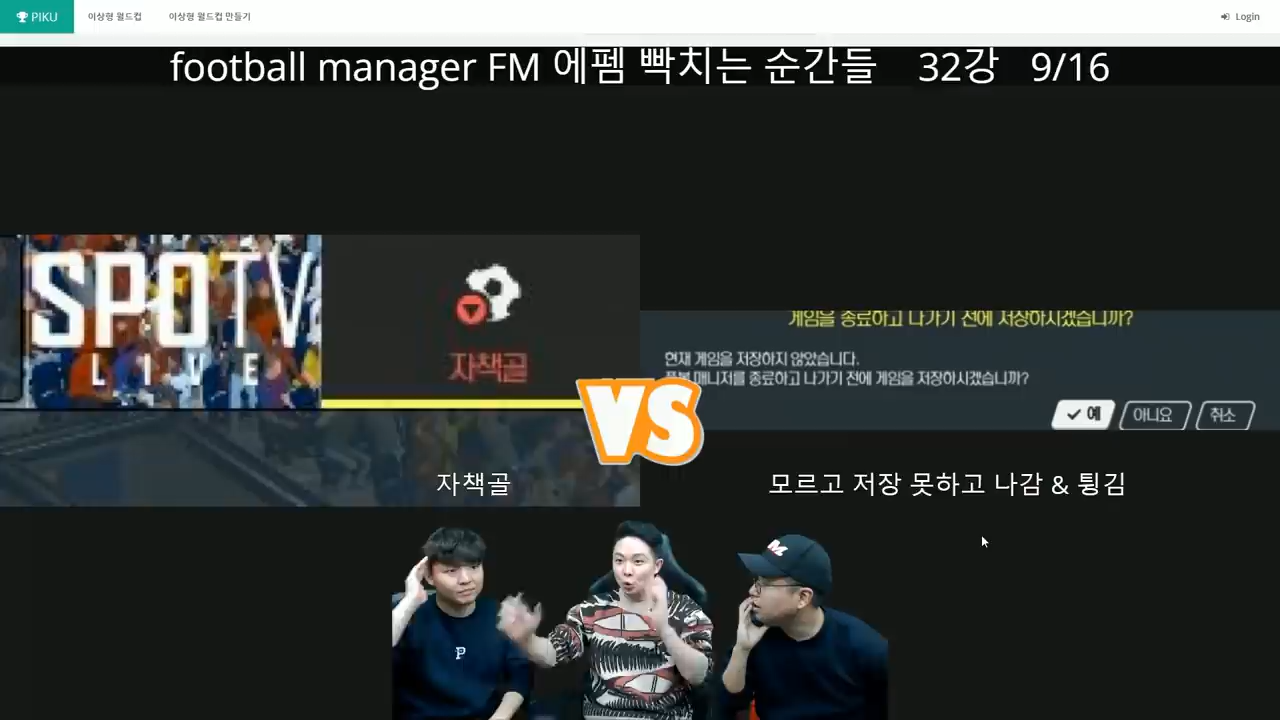 PIKU
이상형 월드컵
이상형 월드컵 만들기
Login
football manager FM 에펨 빡치는 순간들 32강 9/16
SPOTV
LIVE
자책골
게임을 종료하고 나가기 전에 저장하시겠습니까?
현재 게임을 저장하지 않았습니다.
풋볼 매니저를 종료하고 나가기 전에 게임을 저장하시겠습니까?
예
아니요
취소
VS
자책골
모르고 저장 못하고 나감 & 튕김
M
P